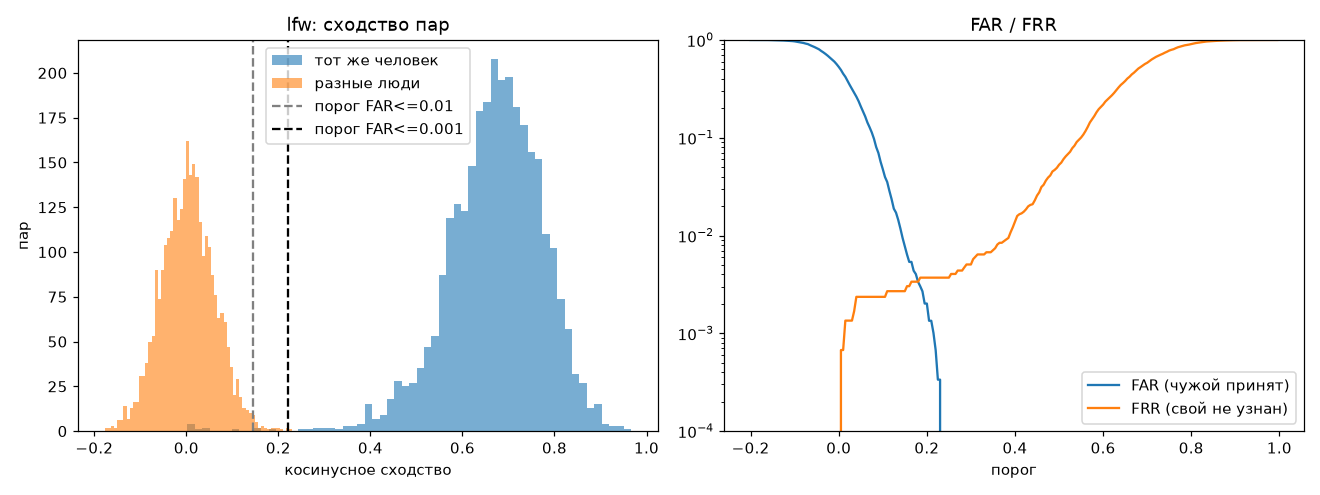 lfw: сходство пар
тот же человек
разные люди
порог FAR<=0.01
порог FAR<=0.001
пар
200
175
150
125
100
75
50
25
0
−0.2 0.0 0.2 0.4 0.6 0.8 1.0
косинусное сходство
FAR / FRR
10⁰
10⁻¹
10⁻²
10⁻³
10⁻⁴
FAR (чужой принят)
FRR (свой не узнан)
−0.2 0.0 0.2 0.4 0.6 0.8 1.0
порог